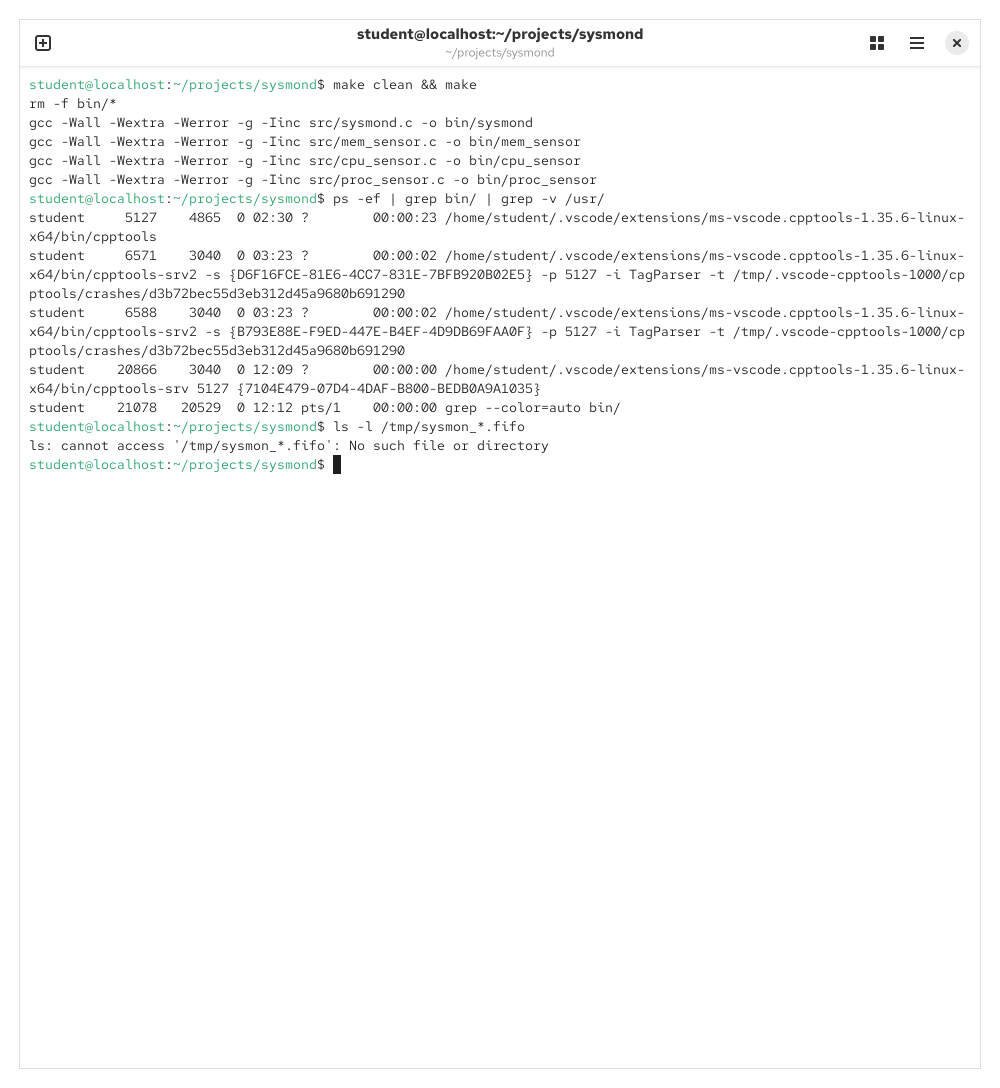 student@localhost:~/projects/sysmond
~/projects/sysmond
student@localhost:~/projects/sysmond$ make clean && make
rm -f bin/*
gcc -Wall -Wextra -Werror -g -Iinc src/sysmond.c -o bin/sysmond
gcc -Wall -Wextra -Werror -g -Iinc src/mem_sensor.c -o bin/mem_sensor
gcc -Wall -Wextra -Werror -g -Iinc src/cpu_sensor.c -o bin/cpu_sensor
gcc -Wall -Wextra -Werror -g -Iinc src/proc_sensor.c -o bin/proc_sensor
student@localhost:~/projects/sysmond$ ps -ef | grep bin/ | grep -v /usr/
student     5127    4865  0 02:30 ?        00:00:23 /home/student/.vscode/extensions/ms-vscode.cpptools-1.35.6-linux-
x64/bin/cpptools
student     6571    3040  0 03:23 ?        00:00:02 /home/student/.vscode/extensions/ms-vscode.cpptools-1.35.6-linux-
x64/bin/cpptools-srv2 -s {D6F16FCE-81E6-4CC7-831E-7BFB920B02E5} -p 5127 -i TagParser -t /tmp/.vscode-cpptools-1000/cp
ptools/crashes/d3b72bec55d3eb312d45a9680b691290
student     6588    3040  0 03:23 ?        00:00:02 /home/student/.vscode/extensions/ms-vscode.cpptools-1.35.6-linux-
x64/bin/cpptools-srv2 -s {B793E88E-F9ED-447E-B4EF-4D9DB69FAA0F} -p 5127 -i TagParser -t /tmp/.vscode-cpptools-1000/cp
ptools/crashes/d3b72bec55d3eb312d45a9680b691290
student    20866    3040  0 12:09 ?        00:00:00 /home/student/.vscode/extensions/ms-vscode.cpptools-1.35.6-linux-
x64/bin/cpptools-srv 5127 {7104E479-07D4-4DAF-B800-BEDB0A9A1035}
student    21078   20529  0 12:12 pts/1    00:00:00 grep --color=auto bin/
student@localhost:~/projects/sysmond$ ls -l /tmp/sysmon_*.fifo
ls: cannot access '/tmp/sysmon_*.fifo': No such file or directory
student@localhost:~/projects/sysmond$